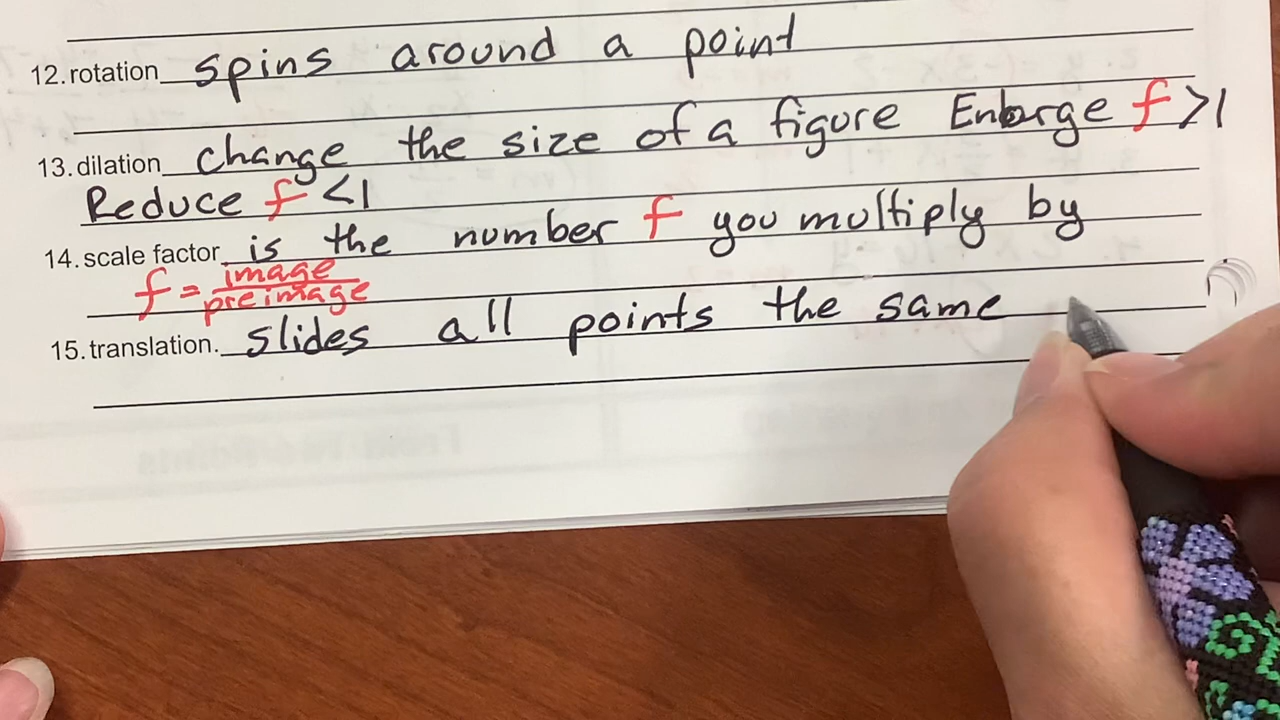 12. rotation spins around a point
13. dilation change the size of a figure Enlarge f >1
Reduce f <1
14. scale factor is the number f you multiply by
f = image
preimage
15. translation. slides all points the same